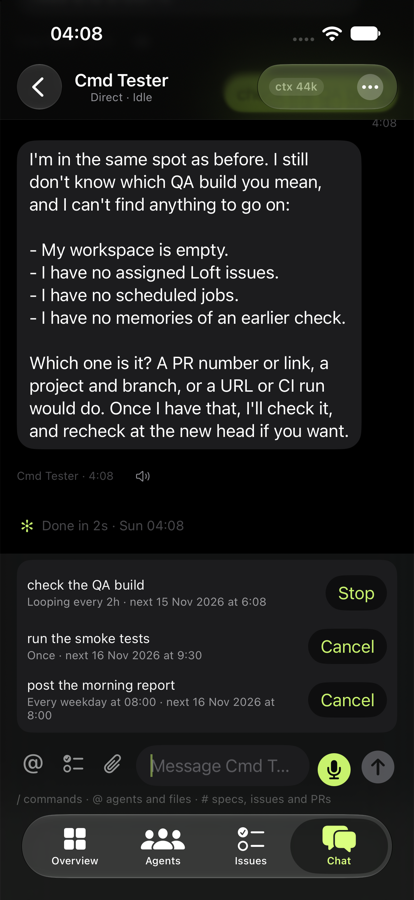 04:08
Cmd Tester
Direct · Idle
ctx 44k
4:08
I'm in the same spot as before. I still
don't know which QA build you mean,
and I can't find anything to go on:
- My workspace is empty.
- I have no assigned Loft issues.
- I have no scheduled jobs.
- I have no memories of an earlier check.
Which one is it? A PR number or link, a
project and branch, or a URL or CI run
would do. Once I have that, I'll check it,
and recheck at the new head if you want.
Cmd Tester · 4:08
Done in 2s · Sun 04:08
check the QA build
Looping every 2h · next 15 Nov 2026 at 6:08
Stop
run the smoke tests
Once · next 16 Nov 2026 at 9:30
Cancel
post the morning report
Every weekday at 08:00 · next 16 Nov 2026 at
8:00
Cancel
Message Cmd T...
/ commands · @ agents and files · # specs, issues and PRs
Overview
Agents
Issues
Chat